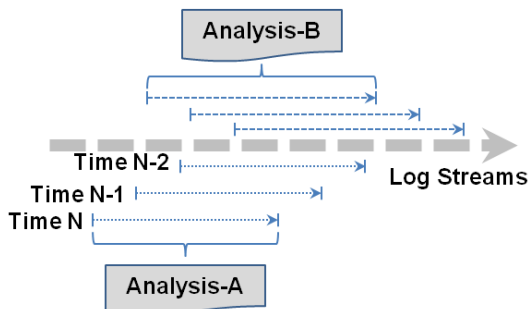 Analysis-B
Time N-2
Log Streams
Time N-1
Time N
Analysis-A